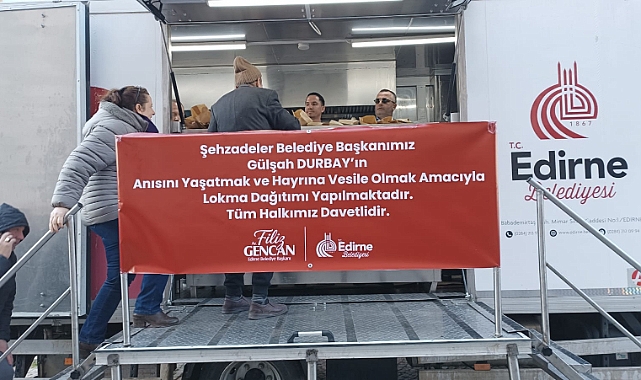 Şehzadeler Belediye Başkanımız
Gülşah DURBAY'ın
Anısını Yaşatmak ve Hayrına Vesile Olmak Amacıyla
Lokma Dağıtımı Yapılmaktadır.
Tüm Halkımız Davetlidir.
Filiz
GENCAN
Edirne Belediye Başkanı
T.C.
Edirne
Belediyesi
1867
T.C.
Edirne
Belediyesi